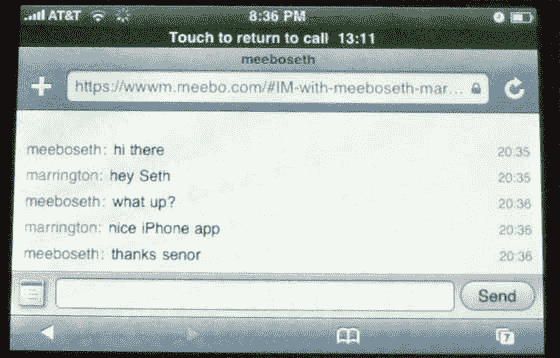 AT&T 8:36 PM
Touch to return to call 13:11
meeboseth
https://wwwm.meebo.com/#IM-with-meeboseth-mar...
meeboseth: hi there 20:35
marrington: hey Seth 20:35
meeboseth: what up? 20:36
marrington: nice iPhone app 20:36
meeboseth: thanks senor 20:36
Send
7